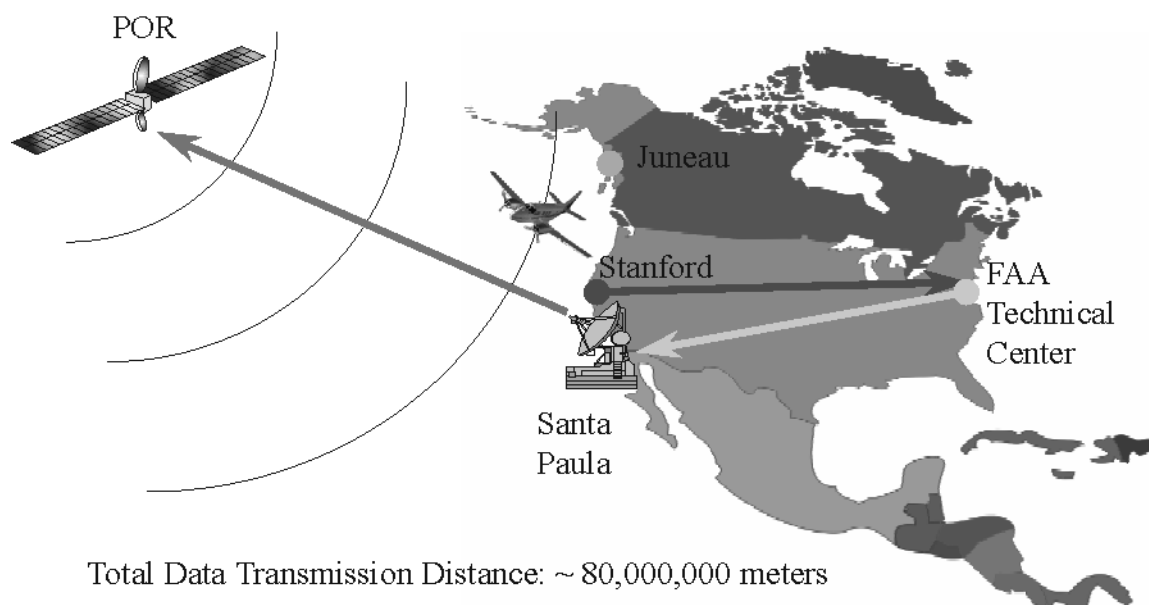 POR
Juneau
Stanford
FAA
Technical
Center
Santa
Paula
Total Data Transmission Distance: ~ 80,000,000 meters